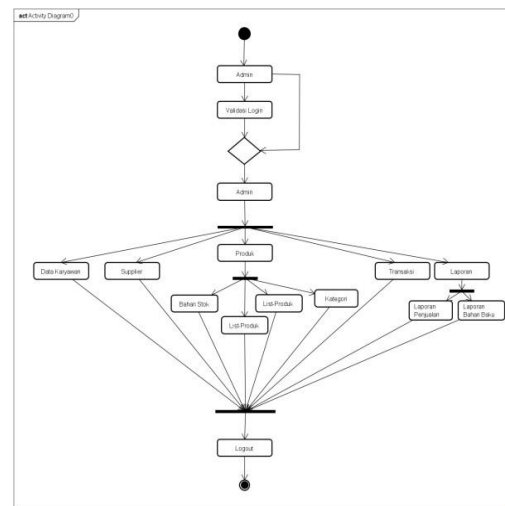 act Activity Diagram0
Admin
Validasi Login
Admin
Produk
Data Karyawan
Supplier
Transaksi
Laporan
Bahan Stok
List-Produk
Kategori
List-Produk
Laporan
Penjualan
Laporan
Bahan Baku
Logout